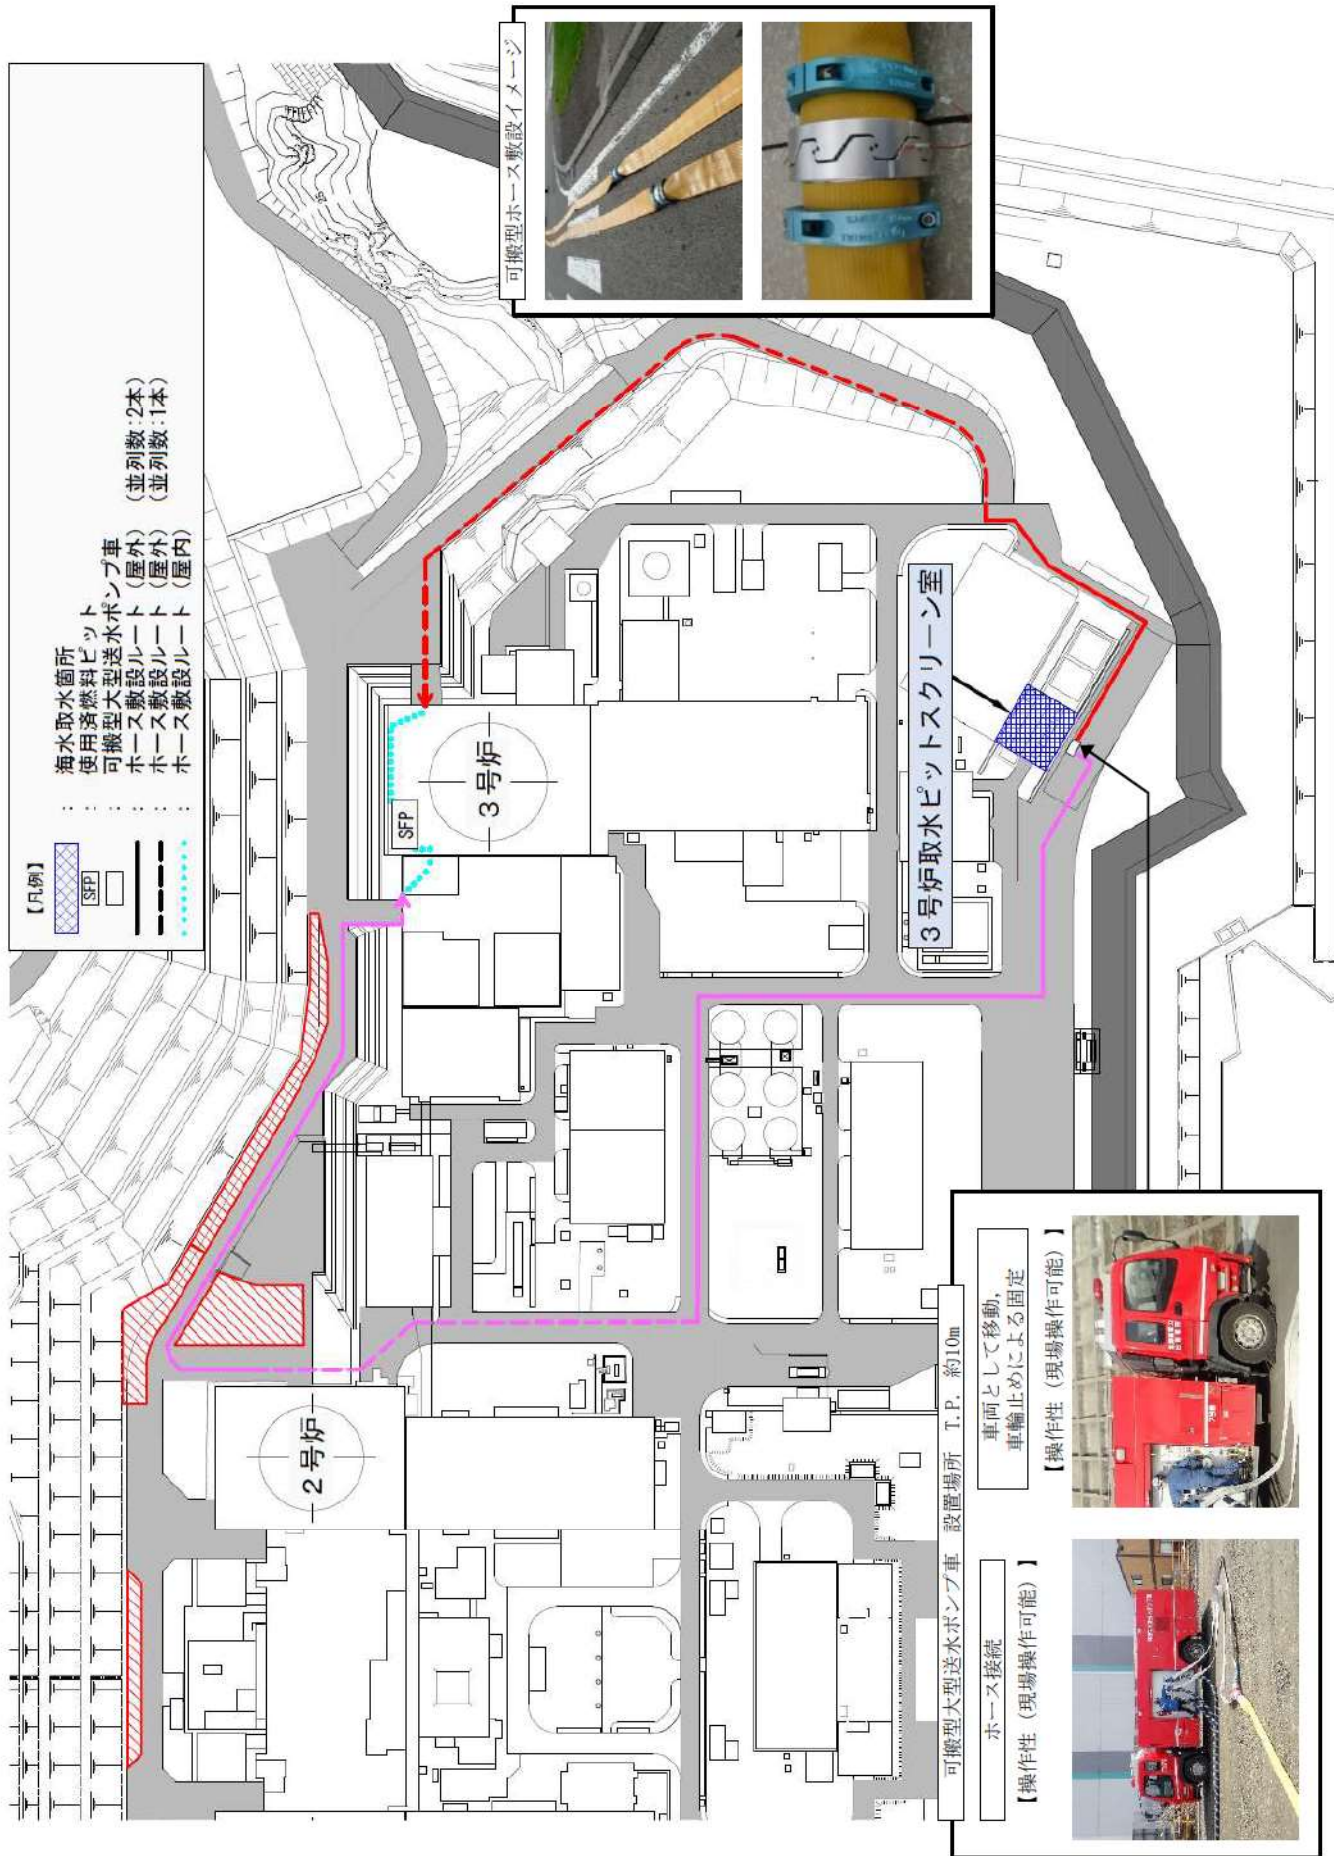 【凡例】
： 海水取水箇所
SFP ： 使用済燃料ピット
： 可搬型大型送水ポンプ車
： ホース敷設ルート（屋外）（並列数：2本）
： ホース敷設ルート（屋外）（並列数：1本）
： ホース敷設ルート（屋内）
可搬型ホース敷設イメージ
25
SFP
3号炉
2号炉
3号炉取水ピットスクリーン室
可搬型大型送水ポンプ車 設置場所 T.P. 約10m
ホース接続
【操作性（現場操作可能）】
車両として移動，
車輪止めによる固定
【操作性（現場操作可能）】